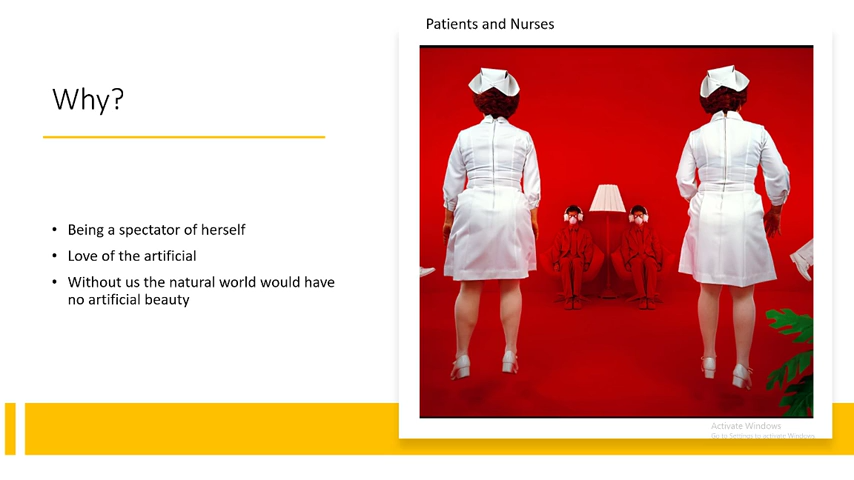 Patients and Nurses
Why?
• Being a spectator of herself
• Love of the artificial
• Without us the natural world would have
no artificial beauty
Activate Windows
Go to Settings to activate Windows.